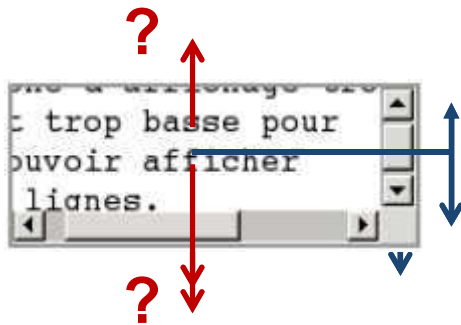 ?
t trop basse pour
ouvoir afficher
lignes.
?